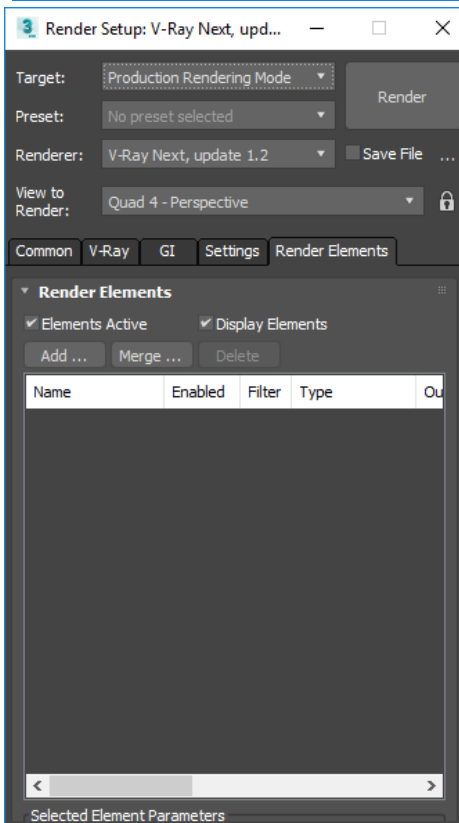 3 Render Setup: V-Ray Next, upd...
Target: Production Rendering Mode
Render
Preset: No preset selected
Renderer: V-Ray Next, update 1.2
Save File ...
View to Render: Quad 4 - Perspective
Common V-Ray GI Settings Render Elements
Render Elements
Elements Active Display Elements
Add ... Merge ... Delete
Name Enabled Filter Type Ou
Selected Element Parameters